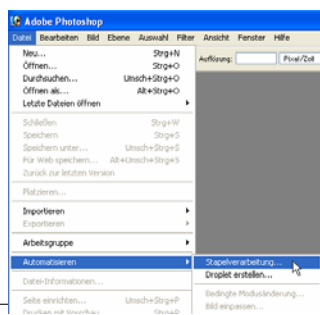 Adobe Photoshop
Datei Bearbeiten Bild Ebene Auswahl Filter Ansicht Fenster Hilfe
Neu... Strg+N
Auflösung: Pixel/Zoll
Öffnen... Strg+O
Durchsuchen... Umsch+Strg+O
Öffnen als... Alt+Strg+O
Letzte Dateien öffnen
Schließen Strg+W
Speichern Strg+S
Speichern unter... Umsch+Strg+S
Für Web speichern... Alt+Umsch+Strg+S
Zurück zur letzten Version
Platzieren...
Importieren
Exportieren
Arbeitsgruppe
Automatisieren Stapelverarbeitung...
Droplet erstellen...
Datei-Informationen...
Bedingte Modusänderung...
Seite einrichten... Umsch+Strg+P
Bild einpassen...
Drucken mit Vorschau Strg+P